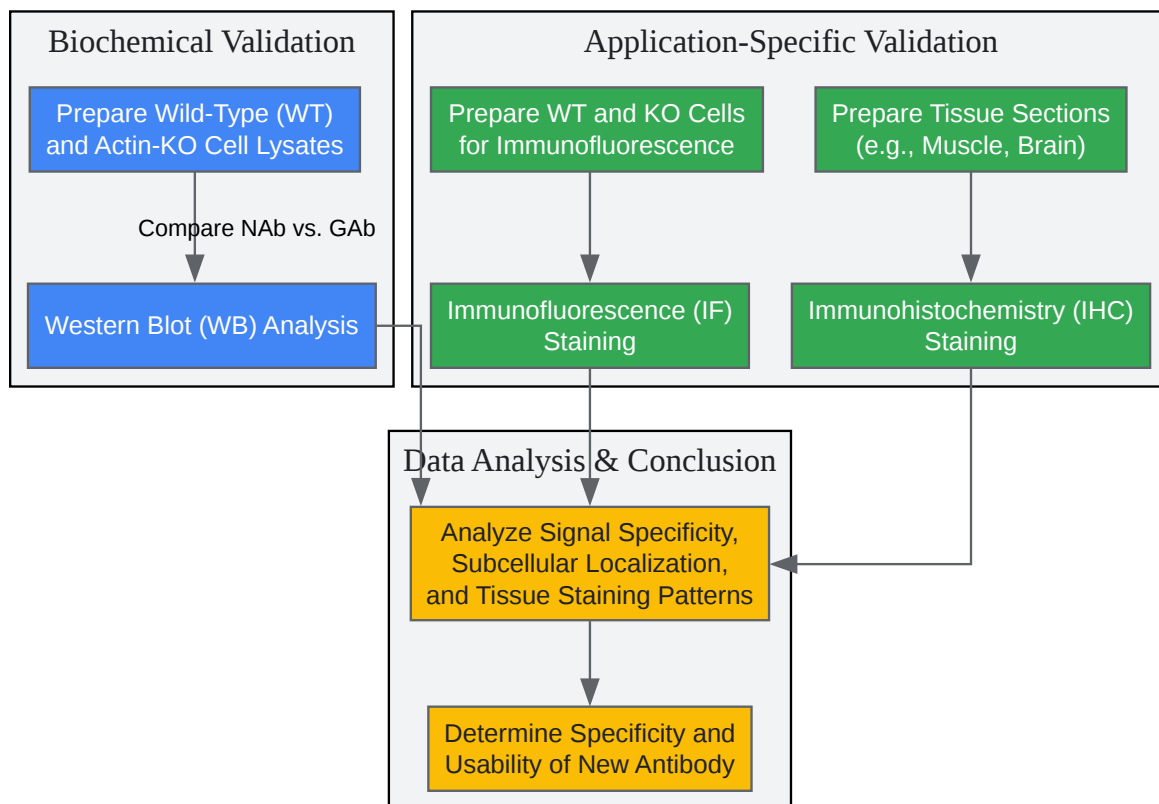 Biochemical Validation
Prepare Wild-Type (WT)
and Actin-KO Cell Lysates
Compare NAb vs. GAb
Western Blot (WB) Analysis
Application-Specific Validation
Prepare WT and KO Cells
for Immunofluorescence
Prepare Tissue Sections
(e.g., Muscle, Brain)
Immunofluorescence (IF)
Staining
Immunohistochemistry (IHC)
Staining
Data Analysis & Conclusion
Analyze Signal Specificity,
Subcellular Localization,
and Tissue Staining Patterns
Determine Specificity and
Usability of New Antibody